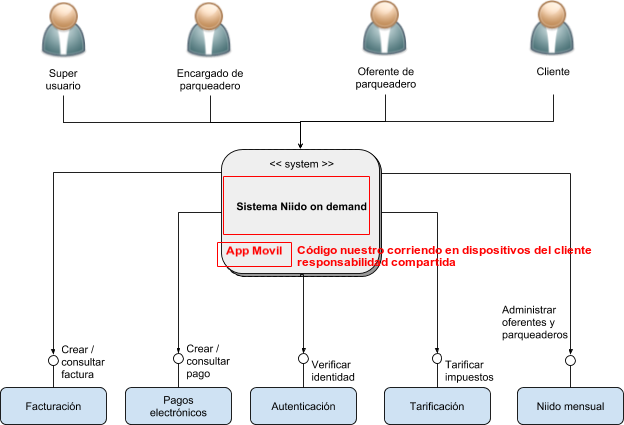 Super
usuario
Encargado de
parqueadero
Oferente de
parqueadero
Cliente
<< system >>
Sistema Niido on demand
App Movil
Código nuestro corriendo en dispositivos del cliente
responsabilidad compartida
Crear /
consultar
factura
Crear /
consultar
pago
Verificar
identidad
Tarificar
impuestos
Administrar
oferentes y
parqueaderos
Facturación
Pagos
electrónicos
Autenticación
Tarificación
Niido mensual